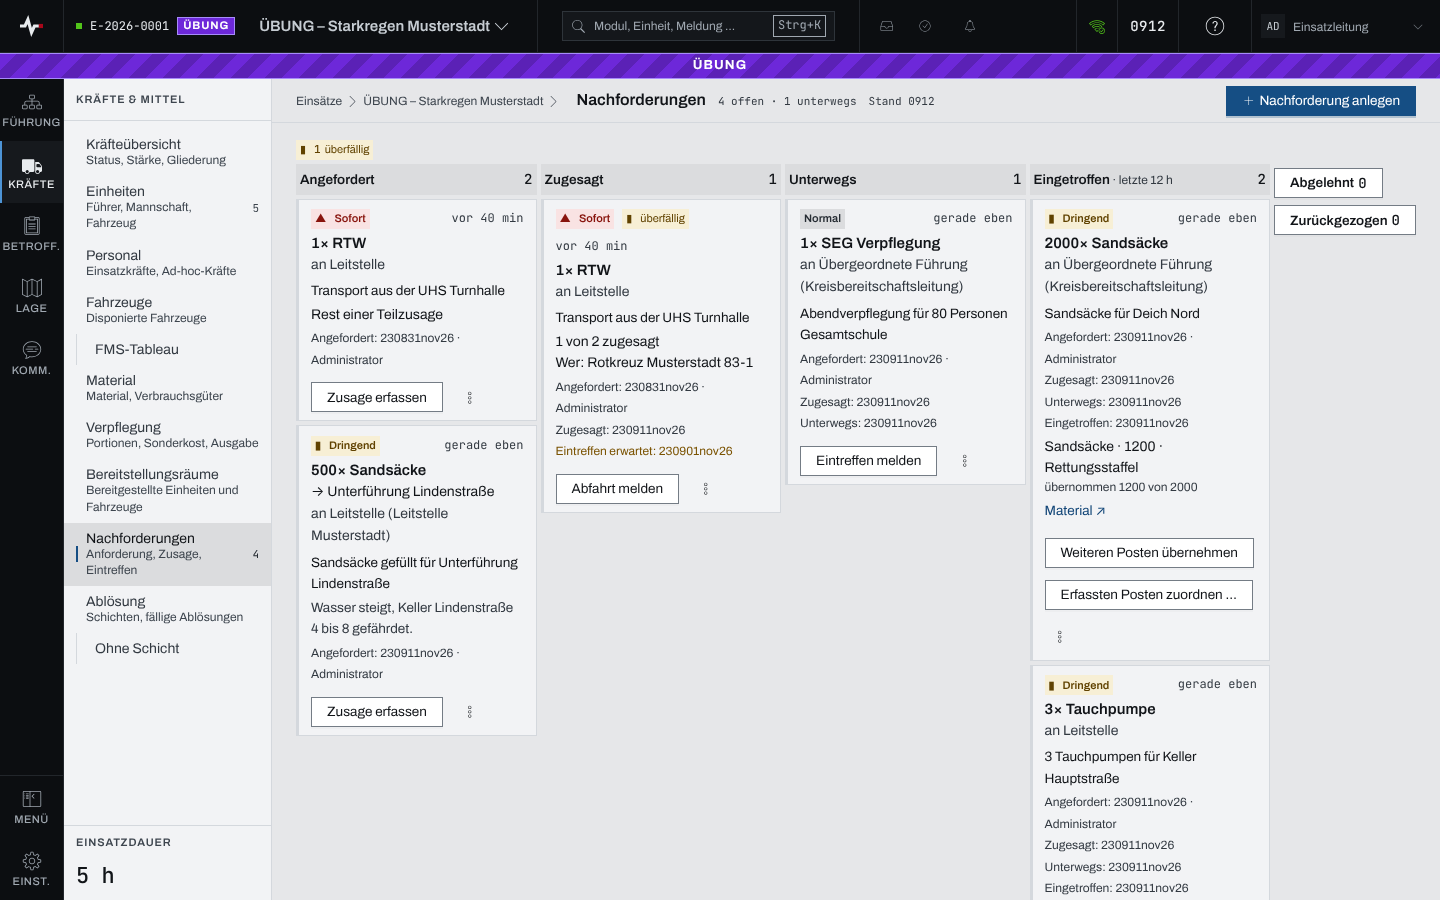 E-2026-0001 ÜBUNG ÜBUNG – Starkregen Musterstadt
Modul, Einheit, Meldung ... Strg+K
0912
AD Einsatzleitung
ÜBUNG
FÜHRUNG
KRÄFTE
BETROFF.
LAGE
KOMM.
MENÜ
EINST.
KRÄFTE & MITTEL
Kräfteübersicht
Status, Stärke, Gliederung
Einheiten
Führer, Mannschaft,
Fahrzeug
5
Personal
Einsatzkräfte, Ad-hoc-Kräfte
Fahrzeuge
Disponierte Fahrzeuge
FMS-Tableau
Material
Material, Verbrauchsgüter
Verpflegung
Portionen, Sonderkost, Ausgabe
Bereitstellungsräume
Bereitgestellte Einheiten und
Fahrzeuge
Nachforderungen
Anforderung, Zusage,
Eintreffen
4
Ablösung
Schichten, fällige Ablösungen
Ohne Schicht
EINSATZDAUER
5 h
Einsätze > ÜBUNG – Starkregen Musterstadt > Nachforderungen 4 offen · 1 unterwegs Stand 0912
+ Nachforderung anlegen
1 überfällig
Angefordert 2
Sofort vor 40 min
1× RTW
an Leitstelle
Transport aus der UHS Turnhalle
Rest einer Teilzusage
Angefordert: 230831nov26 ·
Administrator
Zusage erfassen
Dringend gerade eben
500× Sandsäcke
→ Unterführung Lindenstraße
an Leitstelle (Leitstelle
Musterstadt)
Sandsäcke gefüllt für Unterführung
Lindenstraße
Wasser steigt, Keller Lindenstraße
4 bis 8 gefährdet.
Angefordert: 230911nov26 ·
Administrator
Zusage erfassen
Zugesagt 1
Sofort überfällig
vor 40 min
1× RTW
an Leitstelle
Transport aus der UHS Turnhalle
1 von 2 zugesagt
Wer: Rotkreuz Musterstadt 83-1
Angefordert: 230831nov26 ·
Administrator
Zugesagt: 230911nov26
Eintreffen erwartet: 230901nov26
Abfahrt melden
Unterwegs 1
Normal gerade eben
1× SEG Verpflegung
an Übergeordnete Führung
(Kreisbereitschaftsleitung)
Abendverpflegung für 80 Personen
Gesamtschule
Angefordert: 230911nov26 ·
Administrator
Zugesagt: 230911nov26
Unterwegs: 230911nov26
Eintreffen melden
Eingetroffen · letzte 12 h 2
Dringend gerade eben
2000× Sandsäcke
an Übergeordnete Führung
(Kreisbereitschaftsleitung)
Sandsäcke für Deich Nord
Angefordert: 230911nov26 ·
Administrator
Zugesagt: 230911nov26
Unterwegs: 230911nov26
Eingetroffen: 230911nov26
Sandsäcke · 1200 ·
Rettungsstaffel
übernommen 1200 von 2000
Material ↗
Weiteren Posten übernehmen
Erfassten Posten zuordnen ...
Dringend gerade eben
3× Tauchpumpe
an Leitstelle
3 Tauchpumpen für Keller
Hauptstraße
Angefordert: 230911nov26 ·
Administrator
Zugesagt: 230911nov26
Unterwegs: 230911nov26
Eingetroffen: 230911nov26
Abgelehnt 0
Zurückgezogen 0